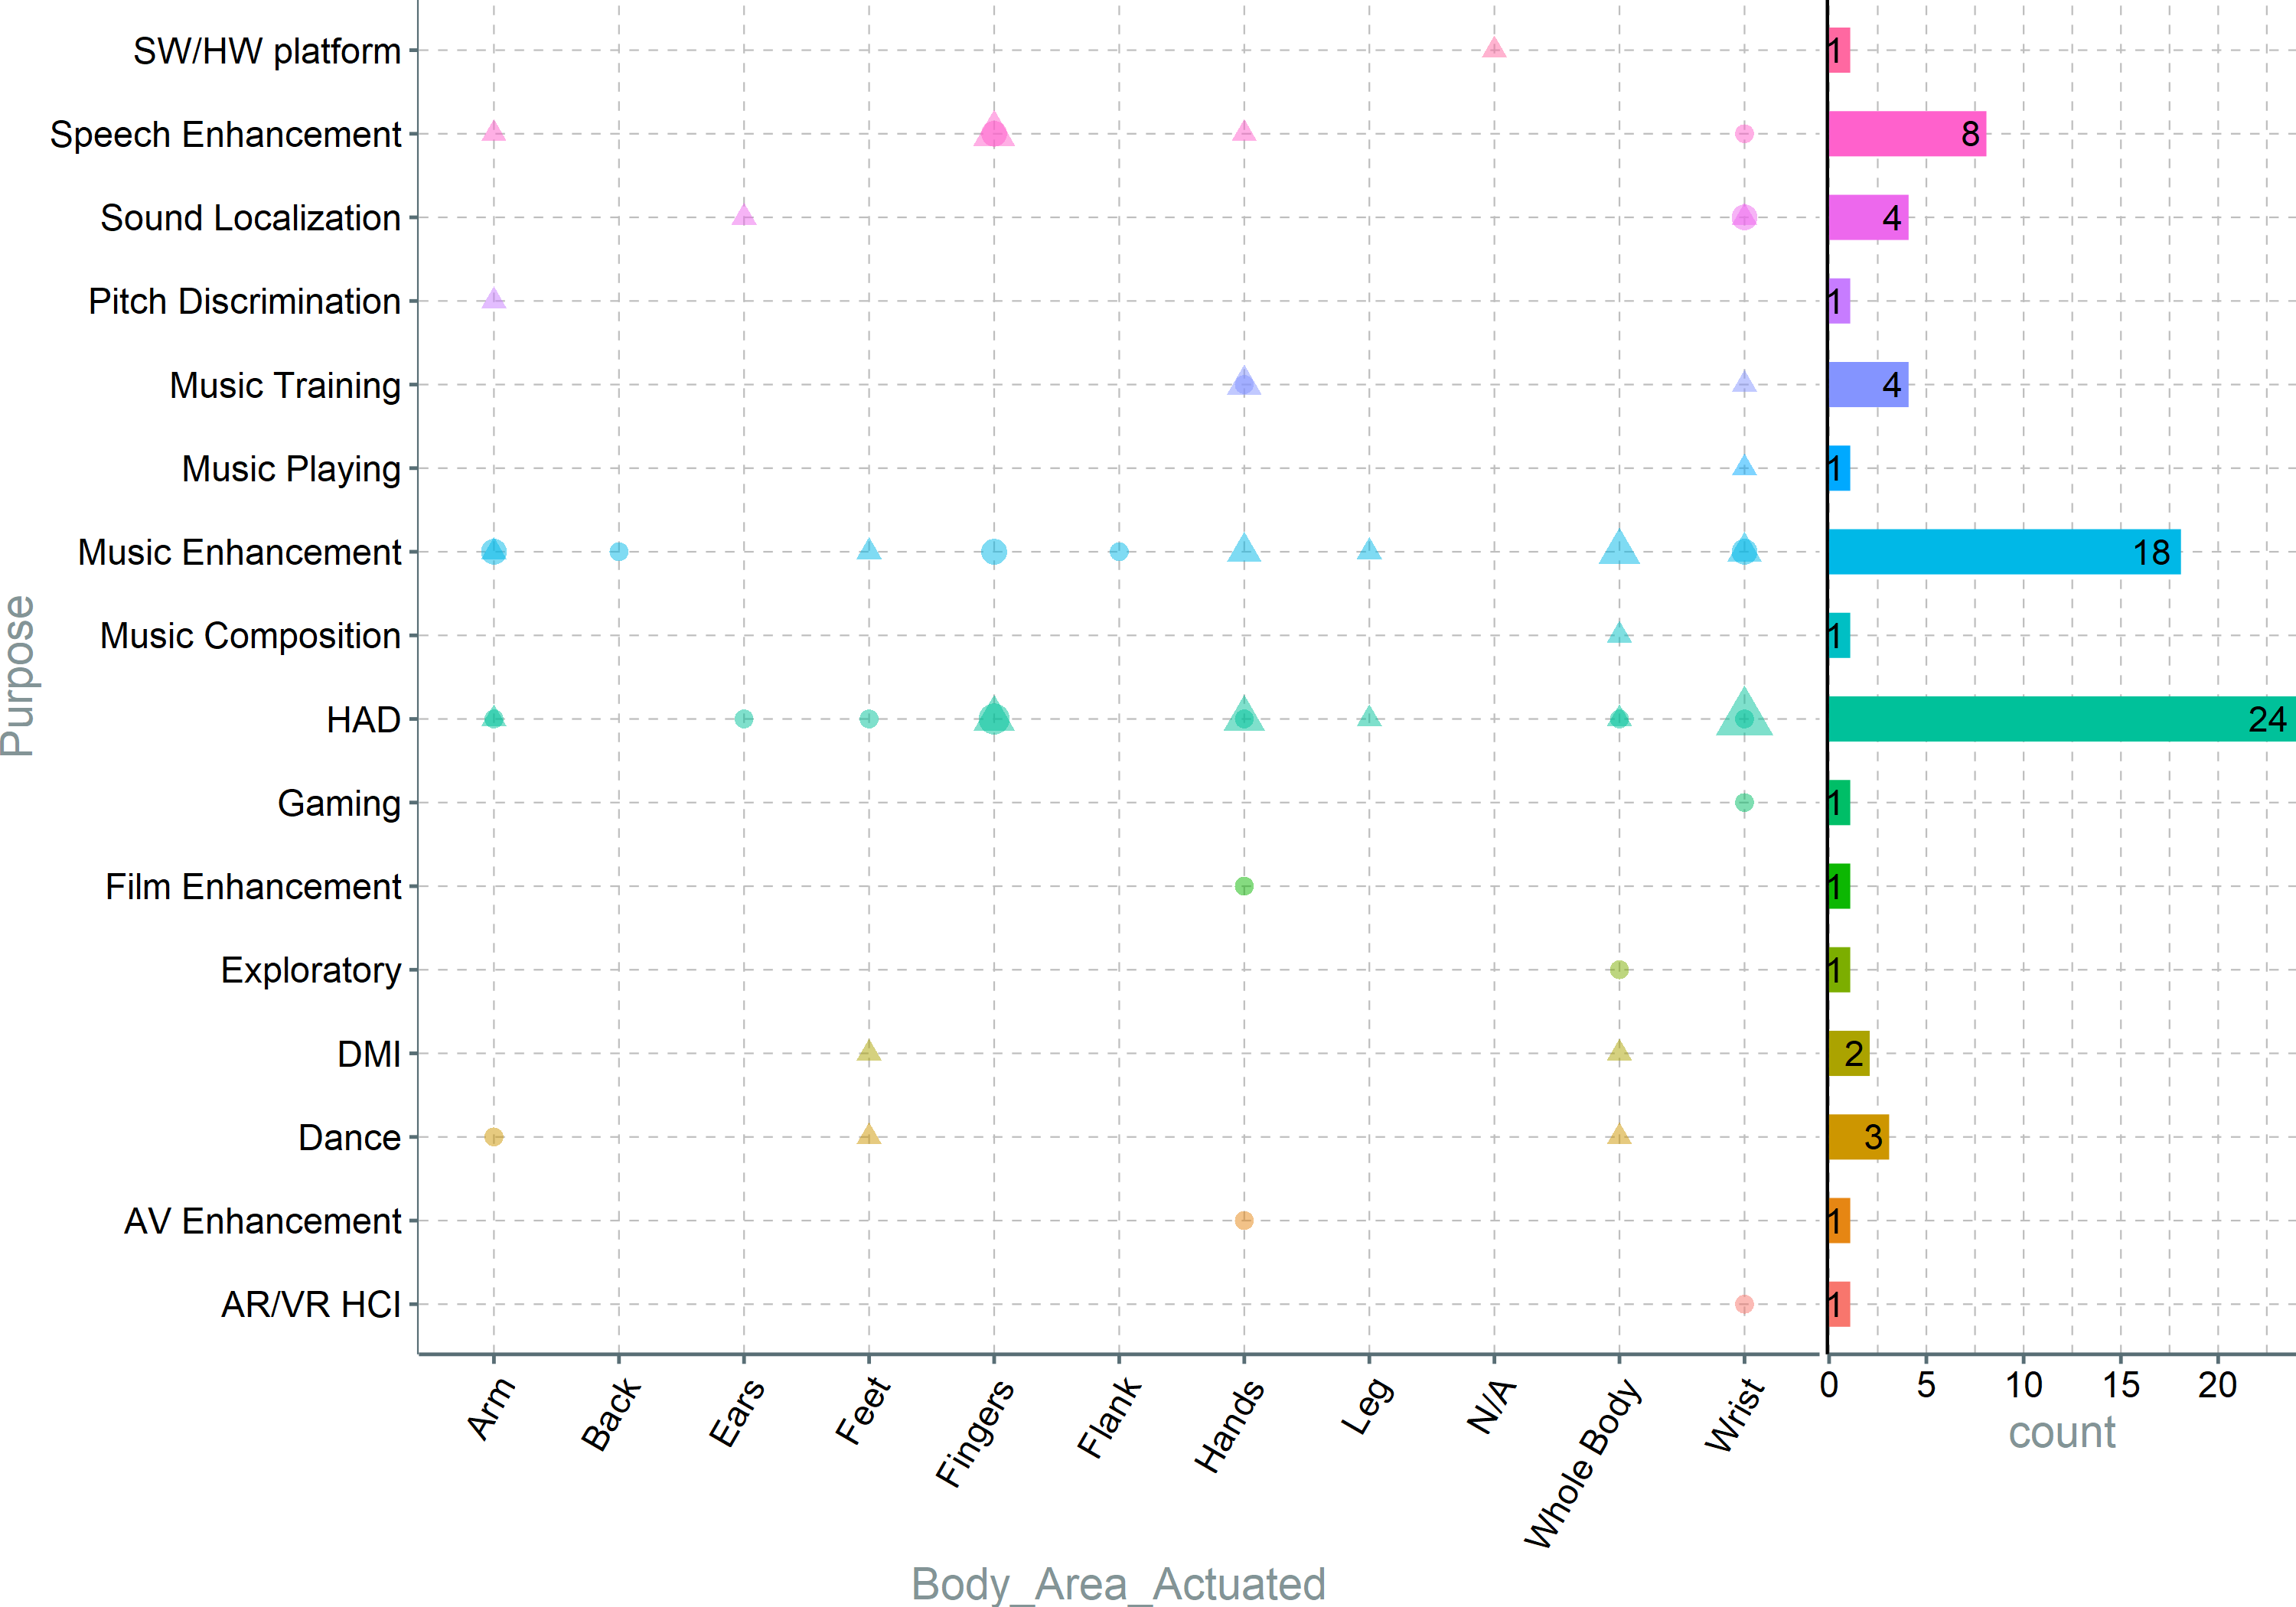 SW/HW platform 1
Speech Enhancement 8
Sound Localization 4
Pitch Discrimination 1
Music Training 4
Music Playing 1
Music Enhancement 18
Music Composition 1
HAD 24
Gaming 1
Film Enhancement 1
Exploratory 1
DMI 2
Dance 3
AV Enhancement 1
AR/VR HCI 1
Purpose
Arm Back Ears Feet Fingers Flank Hands Leg N/A Whole Body Wrist
0 5 10 15 20
count
Body_Area_Actuated